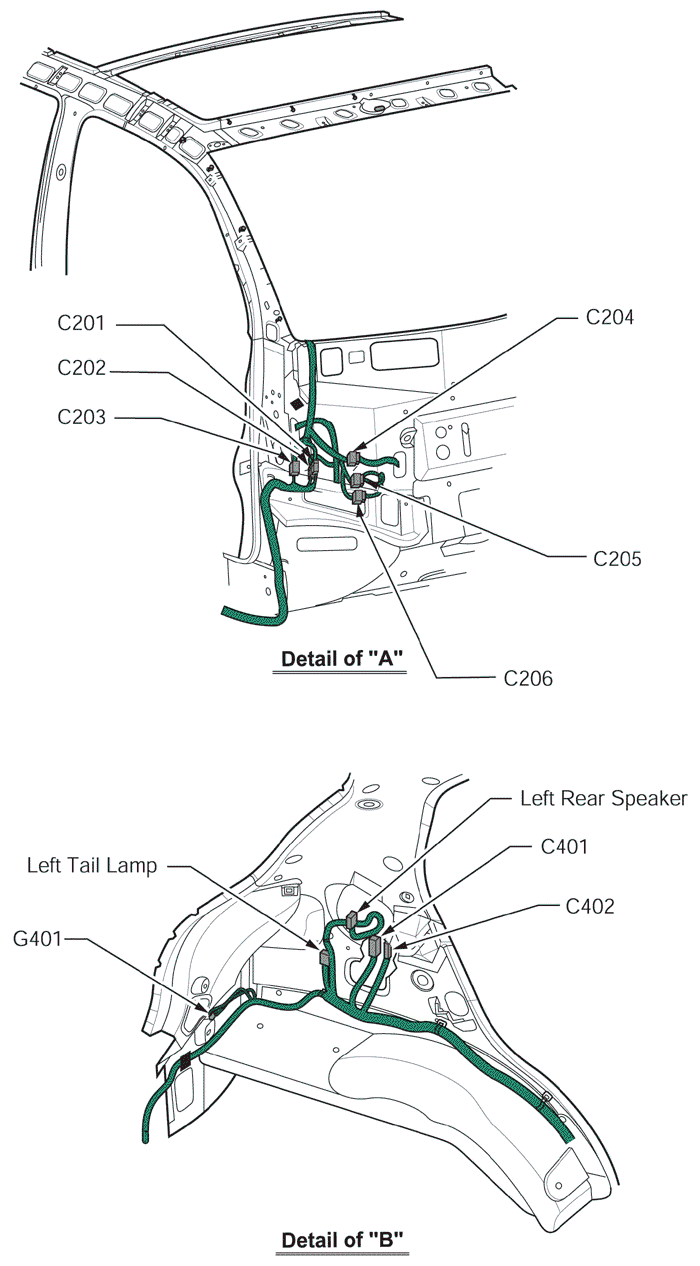 C201
C204
C202
C203
C205
Detail of "A"
C206
Left Rear Speaker
C401
Left Tail Lamp
C402
G401
Detail of "B"